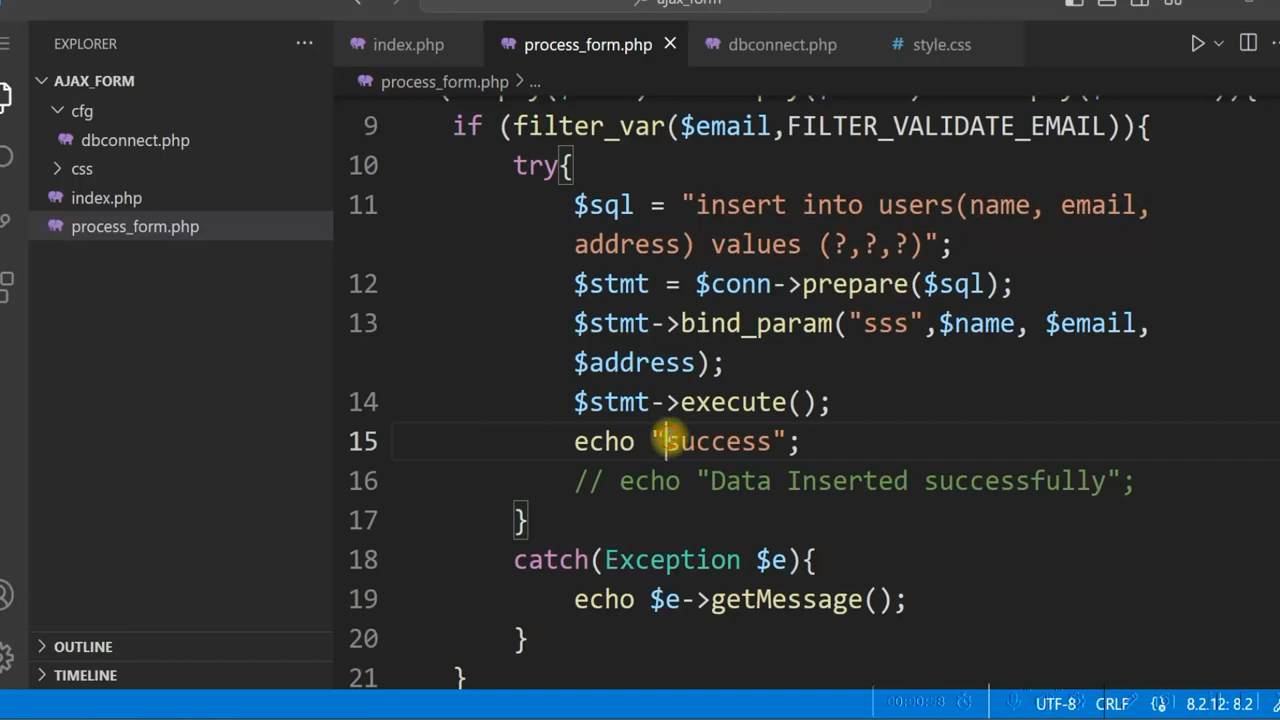 ajax_form
EXPLORER
index.php
process_form.php
dbconnect.php
# style.css
AJAX_FORM
process_form.php > ...
cfg
dbconnect.php
css
index.php
process_form.php
9 if (filter_var($email,FILTER_VALIDATE_EMAIL)){
10 try{
11 $sql = "insert into users(name, email,
address) values (?,?,?)";
12 $stmt = $conn->prepare($sql);
13 $stmt->bind_param("sss",$name, $email,
$address);
14 $stmt->execute();
15 echo "success";
16 // echo "Data Inserted successfully";
17 }
18 catch(Exception $e){
19 echo $e->getMessage();
20 }
21 }
OUTLINE
TIMELINE
UTF-8 CRLF 8.2.12: 8.2